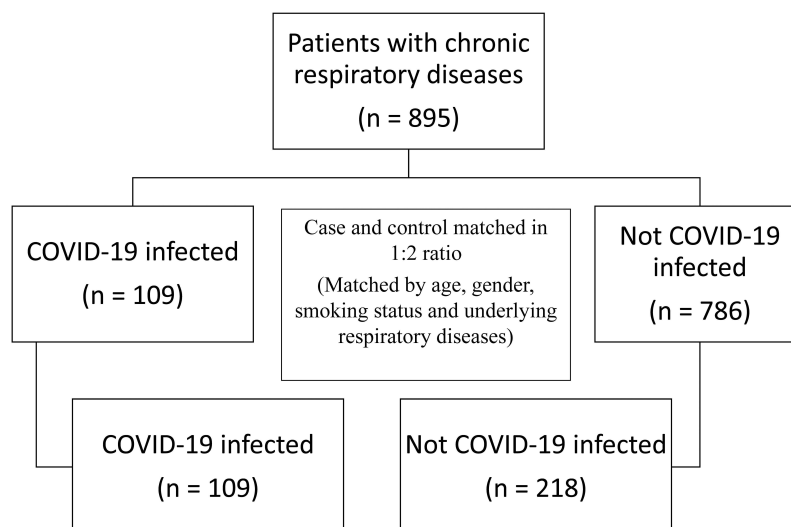 Patients with chronic
respiratory diseases
(n = 895)
COVID-19 infected
(n = 109)
Case and control matched in
1:2 ratio
(Matched by age, gender,
smoking status and underlying
respiratory diseases)
Not COVID-19
infected
(n = 786)
COVID-19 infected
(n = 109)
Not COVID-19 infected
(n = 218)